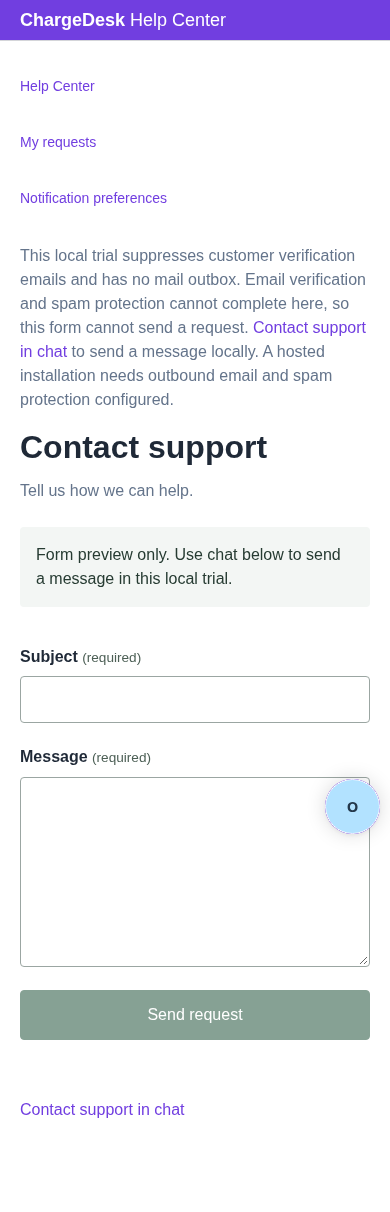 ChargeDesk Help Center
Help Center
My requests
Notification preferences
This local trial suppresses customer verification
emails and has no mail outbox. Email verification
and spam protection cannot complete here, so
this form cannot send a request. Contact support
in chat to send a message locally. A hosted
installation needs outbound email and spam
protection configured.
Contact support
Tell us how we can help.
Form preview only. Use chat below to send
a message in this local trial.
Subject (required)
Message (required)
O
Send request
Contact support in chat